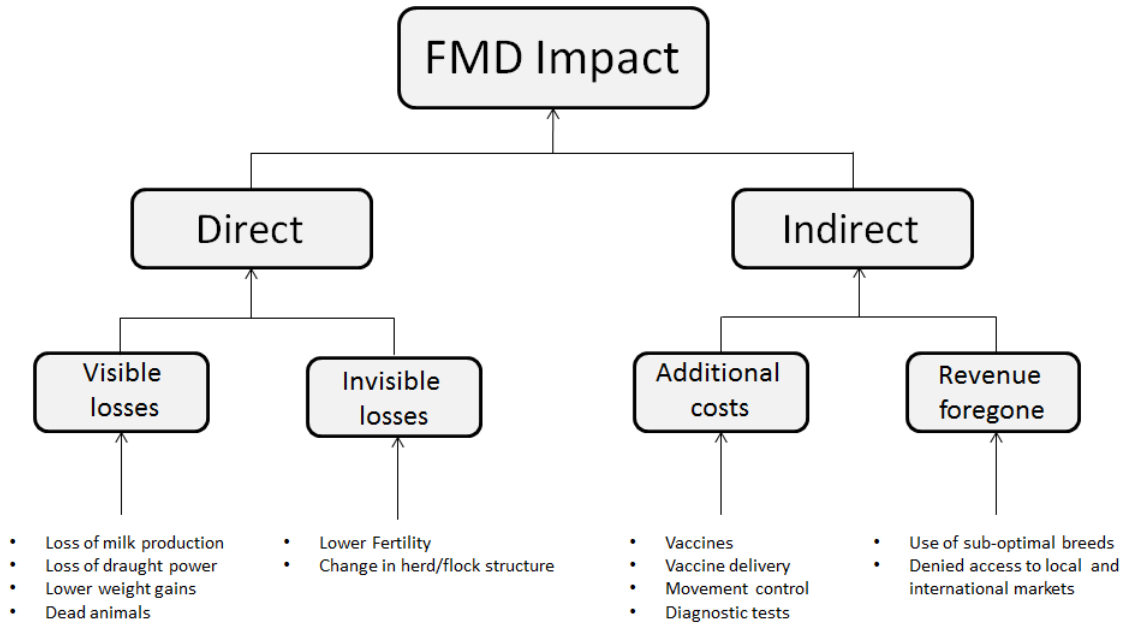 FMD Impact
Direct
Indirect
Visible
losses
Invisible
losses
Additional
costs
Revenue
foregone
• Loss of milk production
• Loss of draught power
• Lower weight gains
• Dead animals
• Lower Fertility
• Change in herd/flock structure
• Vaccines
• Vaccine delivery
• Movement control
• Diagnostic tests
• Use of sub-optimal breeds
• Denied access to local and
international markets